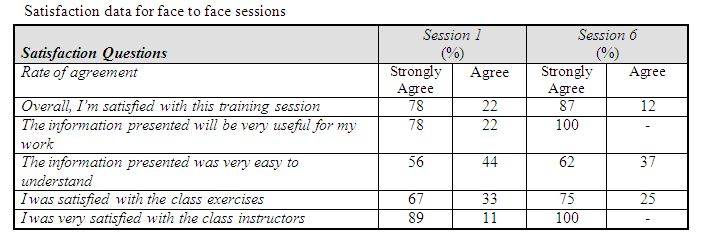 Satisfaction data for face to face sessions
Session 1 Session 6
Satisfaction Questions (%) (%)
Rate of agreement Strongly Agree Agree Strongly Agree Agree
Overall, I'm satisfied with this training session 78 22 87 12
The information presented will be very useful for my 78 22 100 -
work
The information presented was very easy to 56 44 62 37
understand
I was satisfied with the class exercises 67 33 75 25
I was very satisfied with the class instructors 89 11 100 -